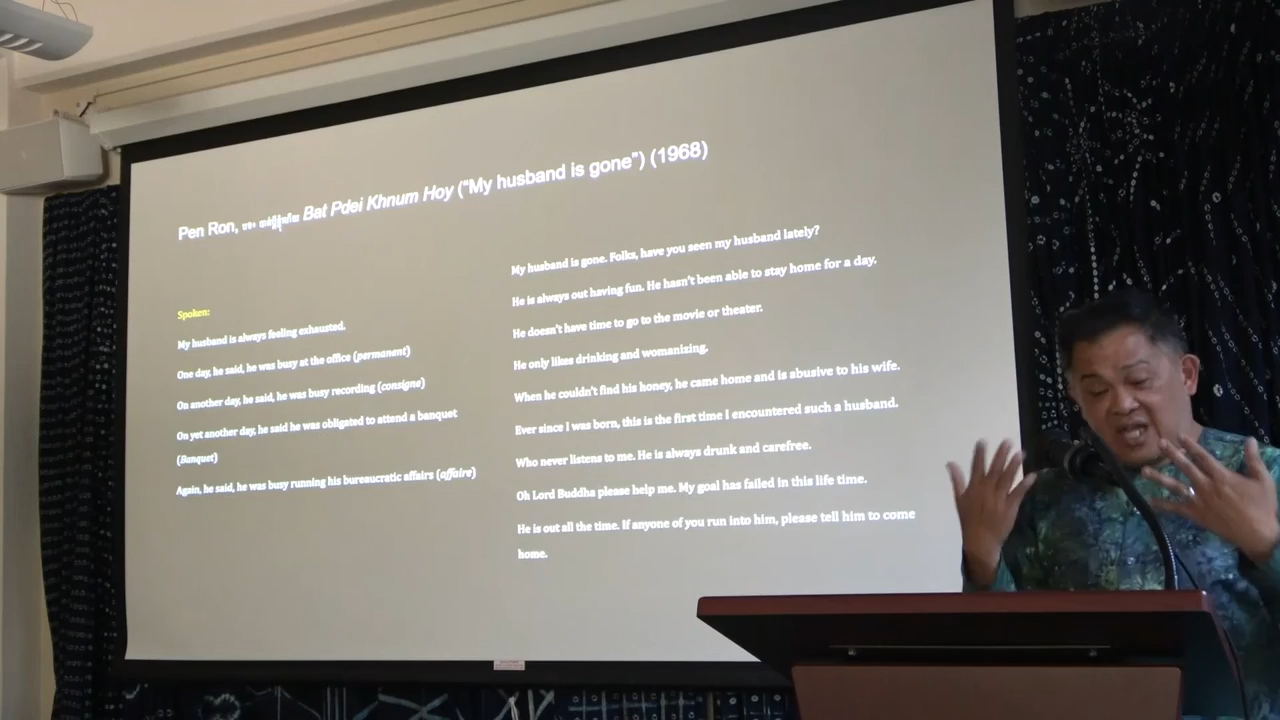 Pen Ron, Bat Pdei Khnum Hoy (“My husband is gone”) (1968)
Spoken:
My husband is always feeling exhausted.
One day, he said, he was busy at the office (permanent)
On another day, he said, he was busy recording (consigne)
On yet another day, he said he was obligated to attend a banquet
(Banquet)
Again, he said, he was busy running his bureaucratic affairs (affaire)
My husband is gone. Folks, have you seen my husband lately?
He is always out having fun. He hasn’t been able to stay home for a day.
He doesn’t have time to go to the movie or theater.
He only likes drinking and womanizing.
When he couldn’t find his honey, he came home and is abusive to his wife.
Ever since I was born, this is the first time I encountered such a husband.
Who never listens to me. He is always drunk and carefree.
Oh Lord Buddha please help me. My goal has failed in this life time.
He is out all the time. If anyone of you run into him, please tell him to come
home.